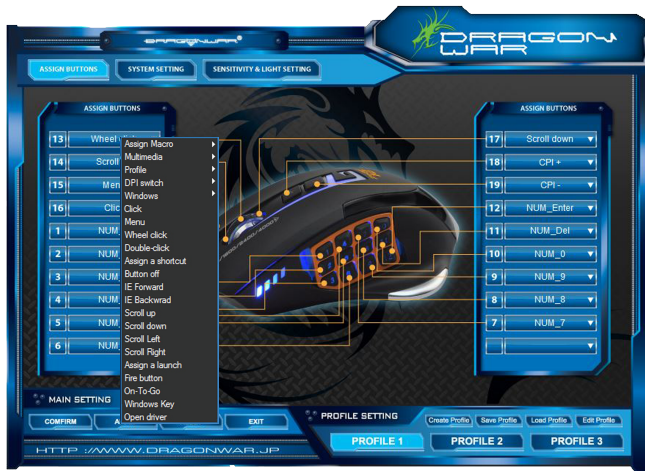 DRAGONWAR®
DRAGON
WAR
ASSIGN BUTTONS
SYSTEM SETTING
SENSITIVITY & LIGHT SETTING
ASSIGN BUTTONS
13
14
15
16
1 NUM
2 NUM
3 NUM
4 NUM
5 NUM
6 NUM
Assign Macro
Multimedia
Profile
DPI switch
Windows
Click
Menu
Wheel click
Double-click
Assign a shortcut
Button off
IE Forward
IE Backwrad
Scroll up
Scroll down
Scroll Left
Scroll Right
Assign a launch
Fire button
On-To-Go
Windows Key
Open driver
ASSIGN BUTTONS
17 Scroll down
18 CPI +
19 CPI -
12 NUM_Enter
11 NUM_Del
10 NUM_0
9 NUM_9
8 NUM_8
7 NUM_7
MAIN SETTING
COMFIRM
EXIT
PROFILE SETTING
Create Profile
Save Profile
Load Profile
Edit Profile
PROFILE 1
PROFILE 2
PROFILE 3
HTTP ://WWW.DRAGONWAR.JP